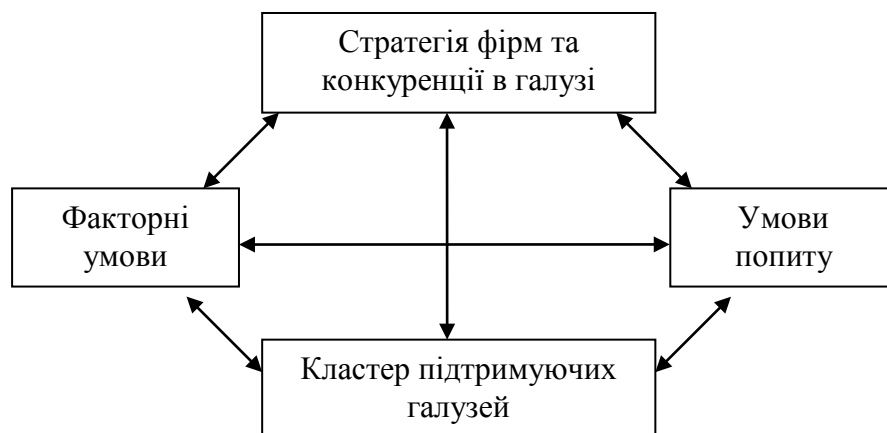 Стратегія фірм та
конкуренції в галузі
Факторні
умови
Умови
попиту
Кластер підтримуючих
галузей